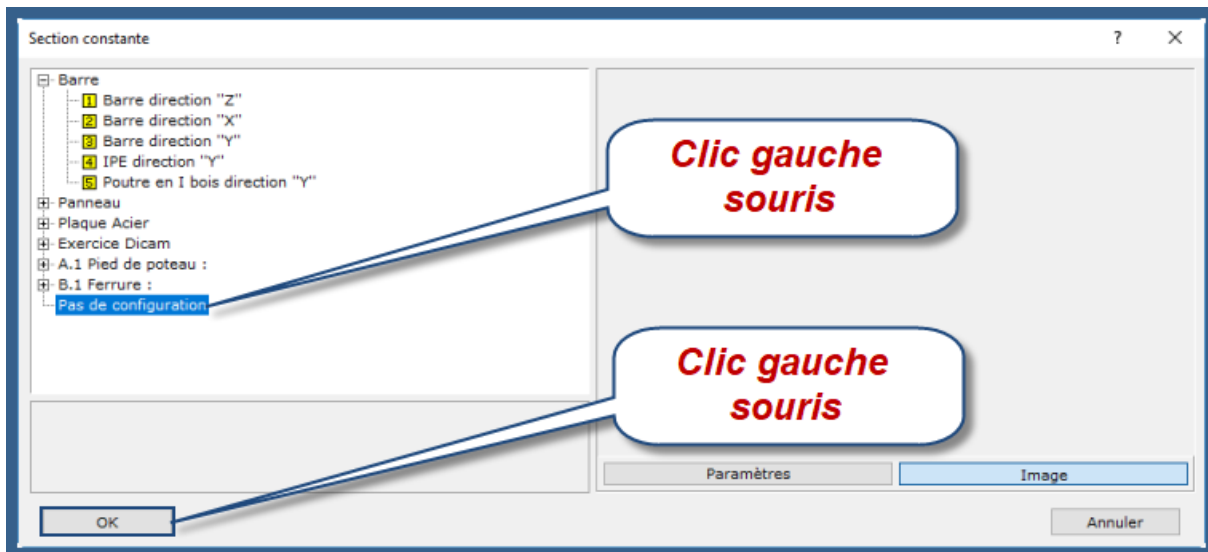 Section constante
Barre
1 Barre direction "Z"
2 Barre direction "X"
3 Barre direction "Y"
4 IPE direction "Y"
5 Poutre en I bois direction "Y"
Panneau
Plaque Acier
Exercice Dicam
A.1 Pied de poteau :
B.1 Ferrure :
Pas de configuration
Clic gauche
souris
Clic gauche
souris
Paramètres
Image
OK
Annuler